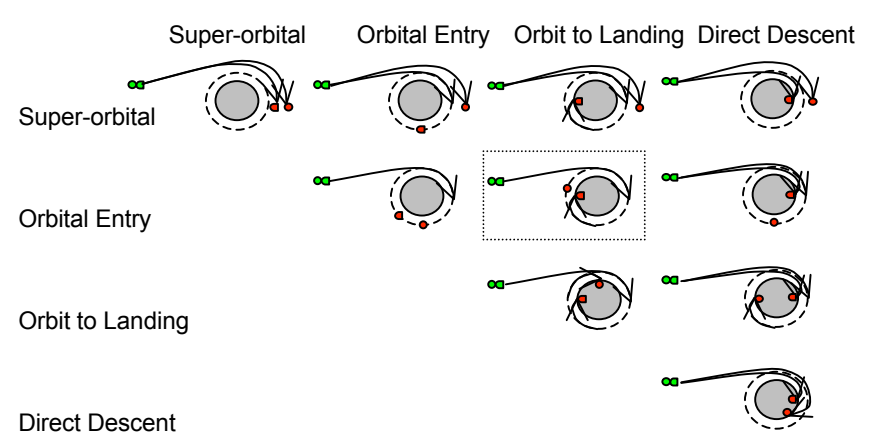 Super-orbital Orbital Entry Orbit to Landing Direct Descent
Super-orbital
Orbital Entry
Orbit to Landing
Direct Descent